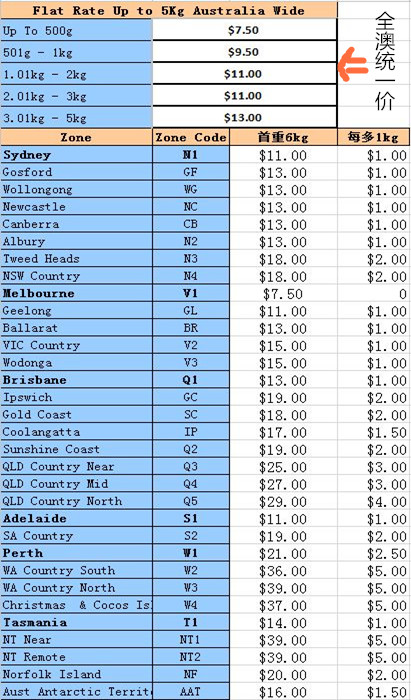 Flat Rate Up to 5Kg Australia Wide
Up To 500g $7.50
501g - 1kg $9.50
1.01kg - 2kg $11.00
2.01kg - 3kg $11.00
3.01kg - 5kg $13.00
全澳统一价
Zone Zone Code 首重6kg 每多1kg
Sydney N1 $11.00 $1.00
Gosford GF $13.00 $1.00
Wollongong WG $13.00 $1.00
Newcastle NC $13.00 $1.00
Canberra CB $13.00 $1.00
Albury N2 $13.00 $1.00
Tweed Heads N3 $18.00 $2.00
NSW Country N4 $18.00 $2.00
Melbourne V1 $7.50 0
Geelong GL $11.00 $1.00
Ballarat BR $13.00 $1.00
VIC Country V2 $15.00 $1.00
Wodonga V3 $15.00 $1.00
Brisbane Q1 $13.00 $1.00
Ipswich GC $19.00 $2.00
Gold Coast SC $18.00 $2.00
Coolangatta IP $17.00 $1.50
Sunshine Coast Q2 $19.00 $2.00
QLD Country Near Q3 $25.00 $3.00
QLD Country Mid Q4 $27.00 $3.00
QLD Country North Q5 $29.00 $4.00
Adelaide S1 $11.00 $1.00
SA Country S2 $19.00 $2.00
Perth W1 $21.00 $2.50
WA Country South W2 $36.00 $5.00
WA Country North W3 $39.00 $5.00
Christmas & Cocos Isl W4 $37.00 $5.00
Tasmania T1 $14.00 $1.00
NT Near NT1 $39.00 $5.00
NT Remote NT2 $39.00 $5.00
Norfolk Island NF $20.00 $2.00
Aust Antarctic Territ AAT $16.00 $1.50